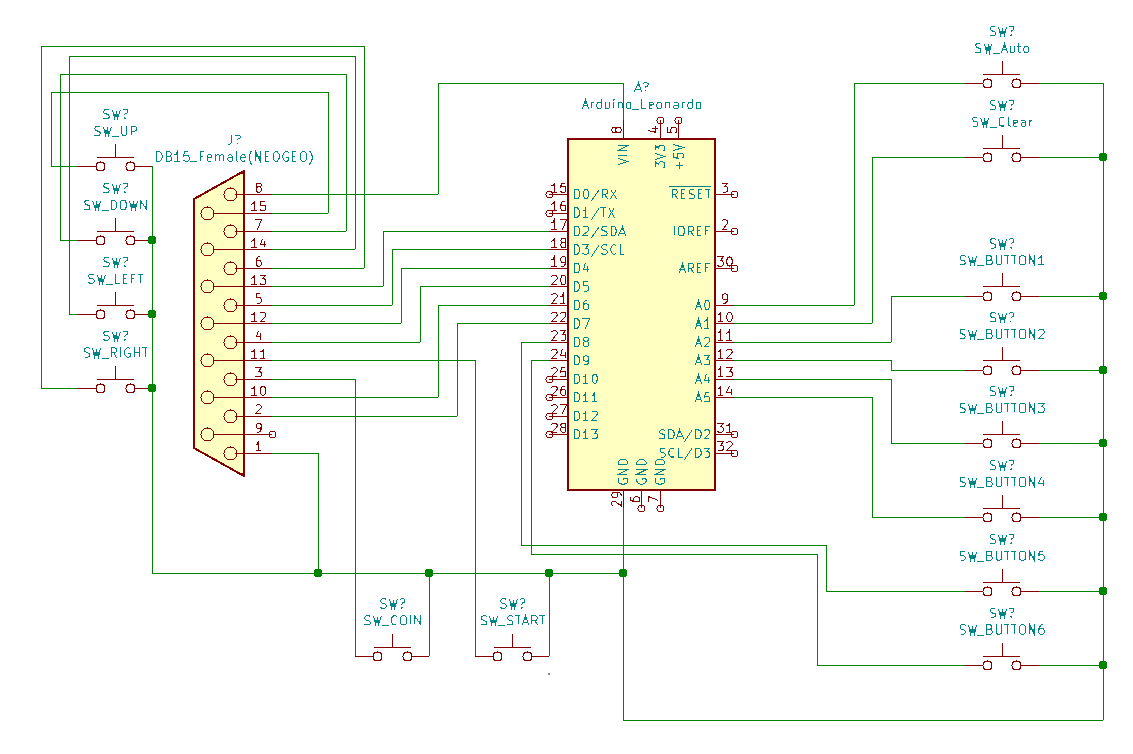 SW?
SW_UP
SW?
SW_DOWN
SW?
SW_LEFT
SW?
SW_RIGHT
J?
DB15_Female(NEOGEO)
8
15
7
14
6
13
5
12
4
11
3
10
2
9
1
A?
Arduino_Leonardo
8
VIN
4
3V3
5
+5V
15 D0/RX
16 D1/TX
17 D2/SDA
18 D3/SCL
19 D4
20 D5
21 D6
22 D7
23 D8
24 D9
25 D10
26 D11
27 D12
28 D13
RESET 3
IOREF 2
AREF 30
A0 9
A1 10
A2 11
A3 12
A4 13
A5 14
SDA/D2 31
SCL/D3 32
GND
29
GND
6
GND
7
SW?
SW_COIN
SW?
SW_START
SW?
SW_Auto
SW?
SW_Clear
SW?
SW_BUTTON1
SW?
SW_BUTTON2
SW?
SW_BUTTON3
SW?
SW_BUTTON4
SW?
SW_BUTTON5
SW?
SW_BUTTON6